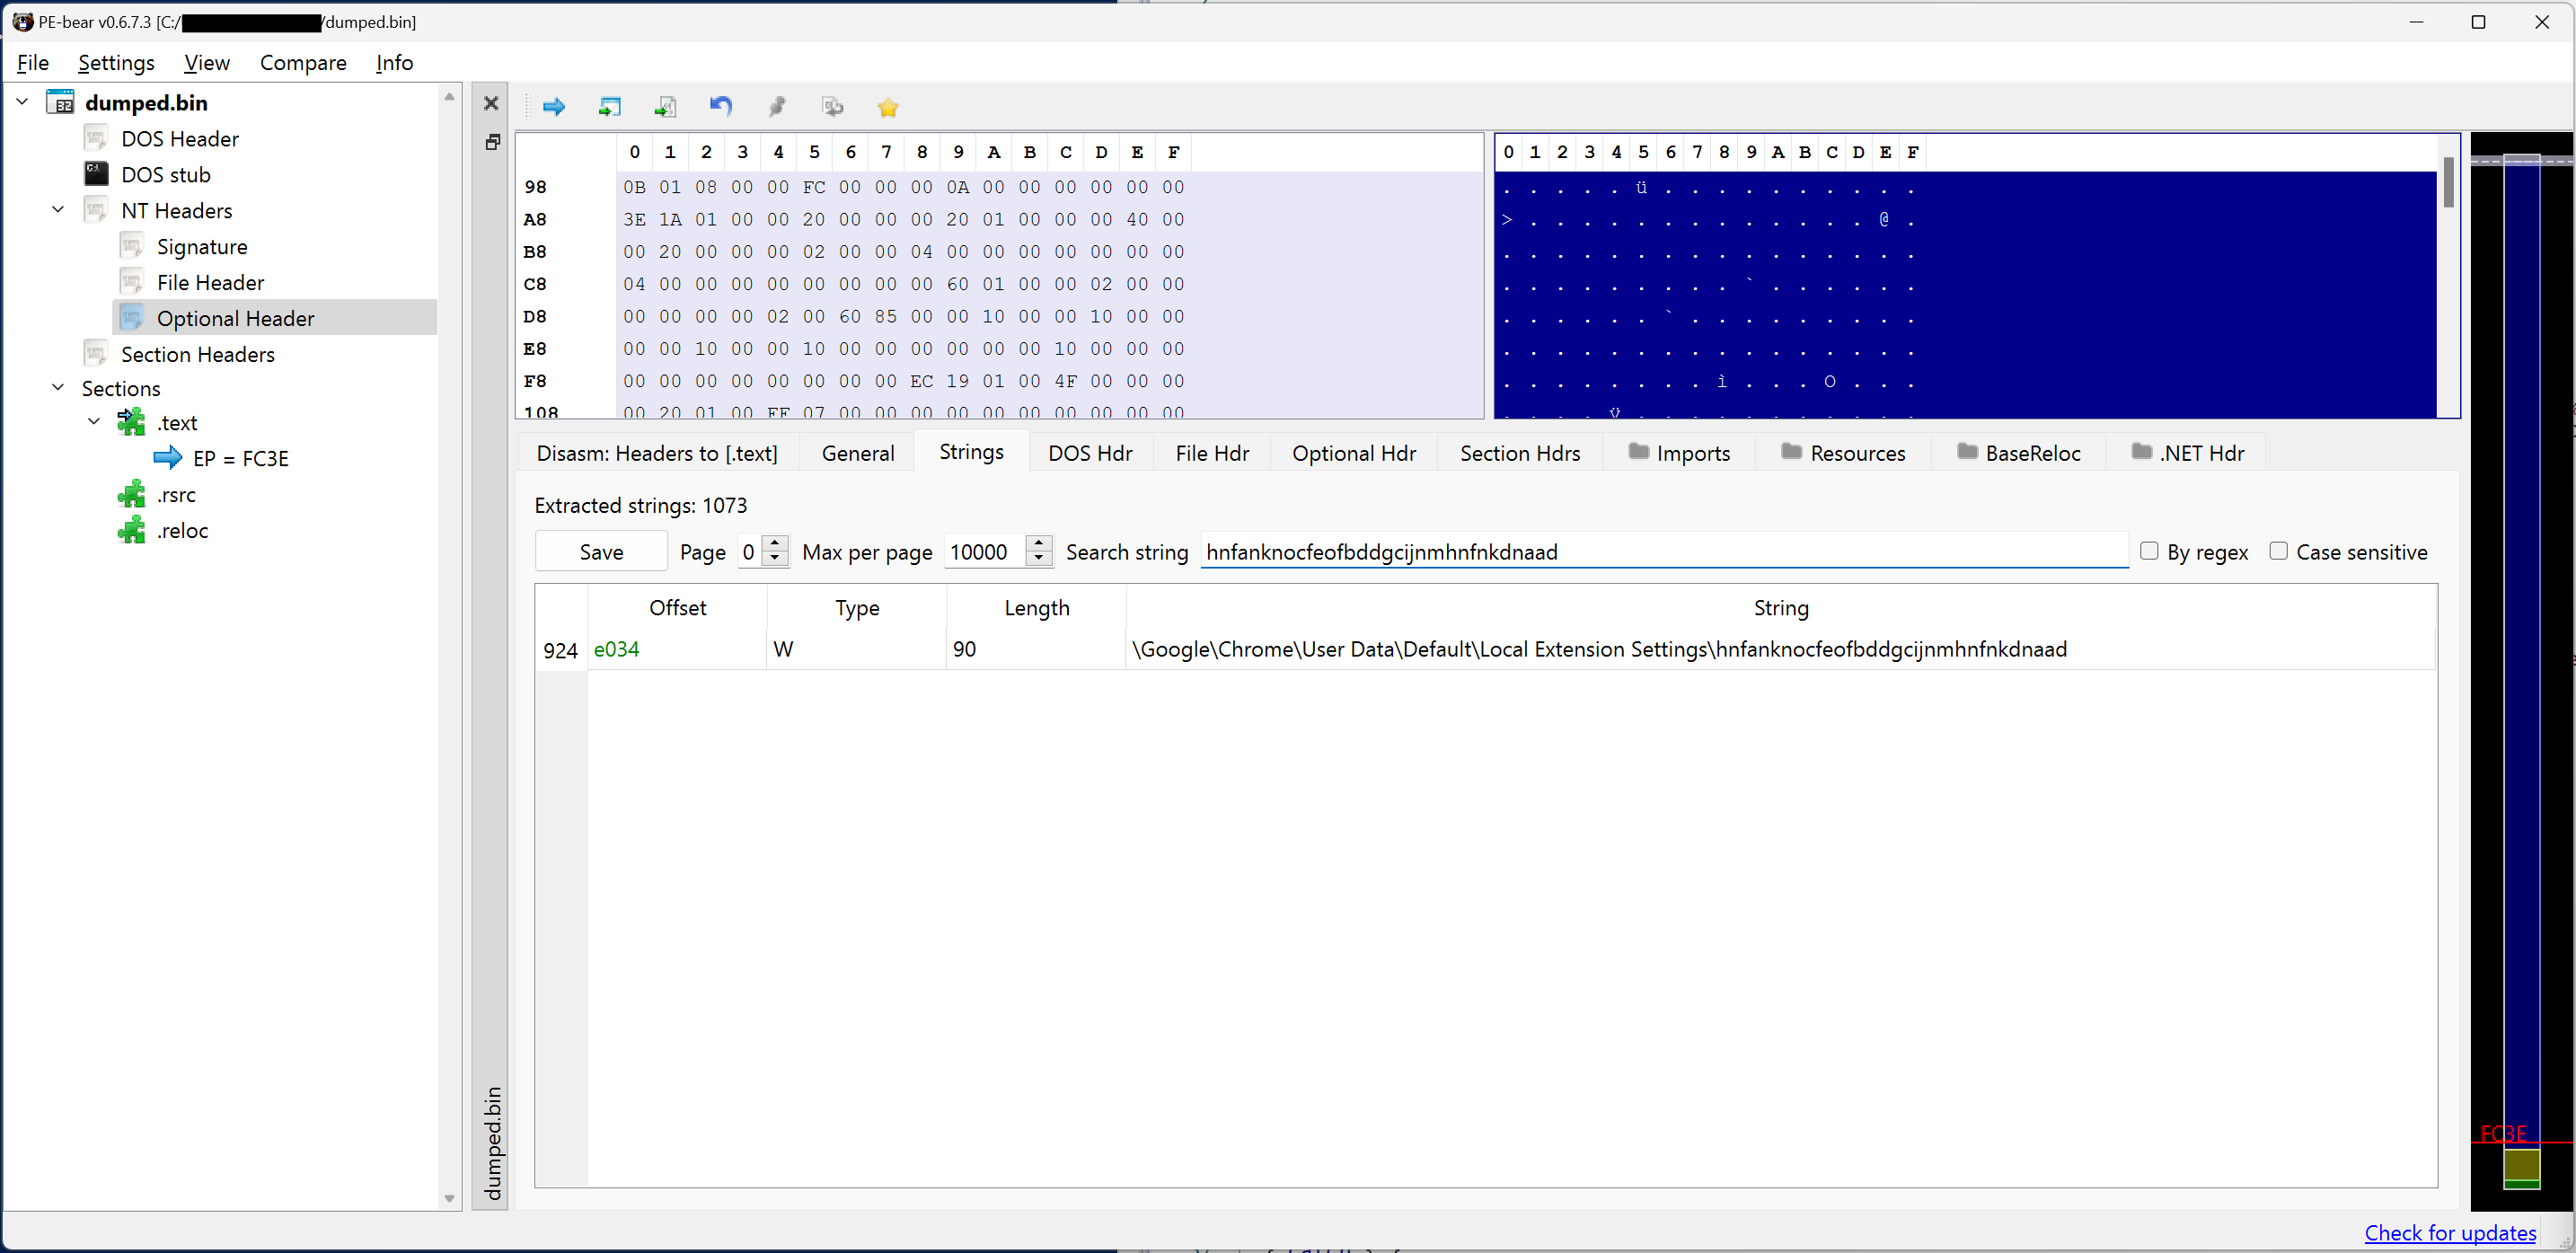 PE-bear v0.6.7.3 [C:/ /dumped.bin]
File Settings View Compare Info
dumped.bin
DOS Header
DOS stub
NT Headers
Signature
File Header
Optional Header
Section Headers
Sections
.text
EP = FC3E
.rsrc
.reloc
dumped.bin
0 1 2 3 4 5 6 7 8 9 A B C D E F
98 0B 01 08 00 00 FC 00 00 00 0A 00 00 00 00 00 00
A8 3E 1A 01 00 00 20 00 00 00 20 01 00 00 00 40 00
B8 00 20 00 00 00 02 00 00 04 00 00 00 00 00 00 00
C8 04 00 00 00 00 00 00 00 00 60 01 00 00 02 00 00
D8 00 00 00 00 02 00 60 85 00 00 10 00 00 10 00 00
E8 00 00 10 00 00 10 00 00 00 00 00 00 10 00 00 00
F8 00 00 00 00 00 00 00 00 EC 19 01 00 4F 00 00 00
108 00 20 01 00 FF 07 00 00 00 00 00 00 00 00 00 00
0 1 2 3 4 5 6 7 8 9 A B C D E F
. . . . . ü . . . . . . . . . .
> . . . . . . . . . . . . . @ .
. . . . . . . . . . . . . . . .
. . . . . . . . . ` . . . . . .
. . . . . . ` . . . . . . . . .
. . . . . . . . . . . . . . . .
. . . . . . . . ì . . . O . . .
. . . . ÿ . . . . . . . . . . .
Disasm: Headers to [.text] General Strings DOS Hdr File Hdr Optional Hdr Section Hdrs Imports Resources BaseReloc .NET Hdr
Extracted strings: 1073
Save Page 0 Max per page 10000 Search string hnfanknocfeofbddgcijnmhnfnkdnaad By regex Case sensitive
Offset Type Length String
924 e034 W 90 \Google\Chrome\User Data\Default\Local Extension Settings\hnfanknocfeofbddgcijnmhnfnkdnaad
FC3E
Check for updates